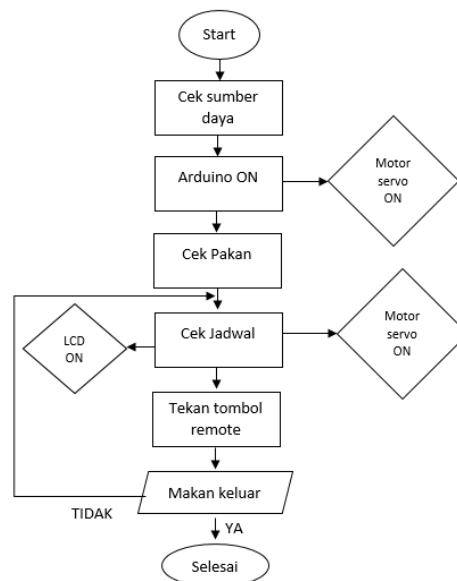 Start
Cek sumber
daya
Arduino ON
Motor
servo
ON
Cek Pakan
Cek Jadwal
LCD
ON
Motor
servo
ON
Tekan tombol
remote
Makan keluar
TIDAK
YA
Selesai